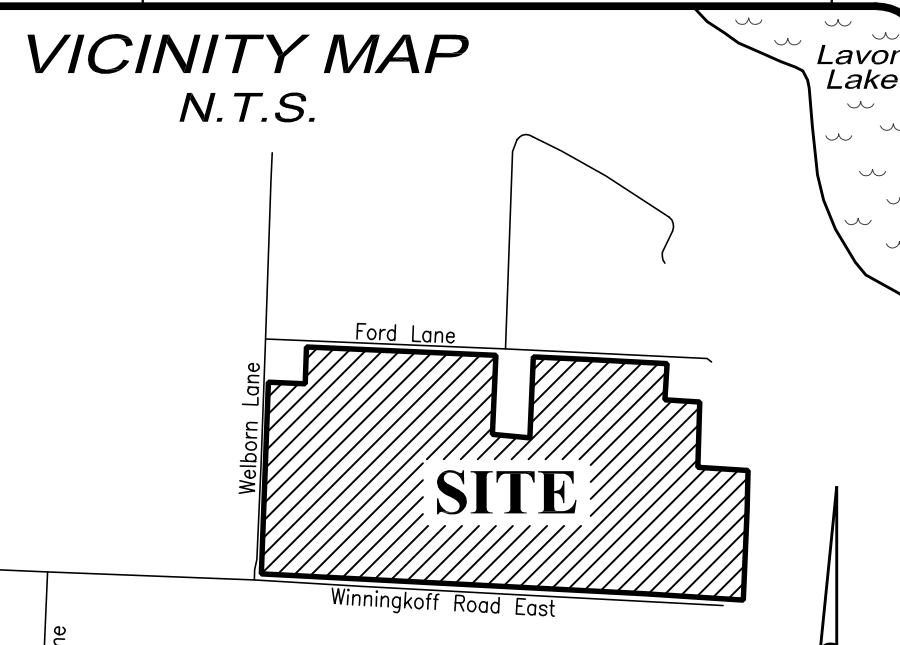 VICINITY MAP
N.T.S.
Lavon
Lake
Ford Lane
Welborn Lane
SITE
Winningkoff Road East